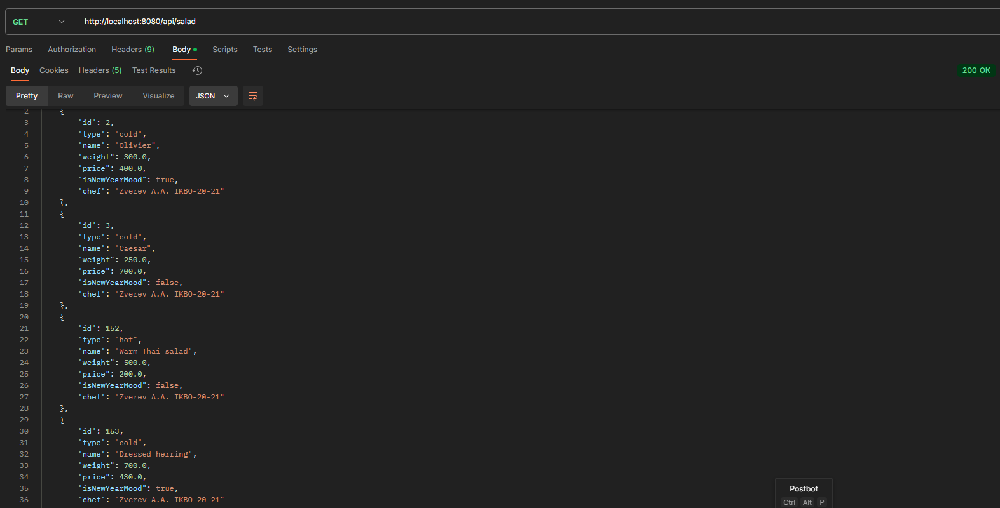 GET http://localhost:8080/api/salad
Params Authorization Headers (9) Body Scripts Tests Settings
Body Cookies Headers (5) Test Results 200 OK
Pretty Raw Preview Visualize JSON
2 {
3 "id": 2,
4 "type": "cold",
5 "name": "Olivier",
6 "weight": 300.0,
7 "price": 400.0,
8 "isNewYearMood": true,
9 "chef": "Zverev A.A. IKBO-20-21"
10 },
11 {
12 "id": 3,
13 "type": "cold",
14 "name": "Caesar",
15 "weight": 250.0,
16 "price": 700.0,
17 "isNewYearMood": false,
18 "chef": "Zverev A.A. IKBO-20-21"
19 },
20 {
21 "id": 152,
22 "type": "hot",
23 "name": "Warm Thai salad",
24 "weight": 500.0,
25 "price": 200.0,
26 "isNewYearMood": false,
27 "chef": "Zverev A.A. IKBO-20-21"
28 },
29 {
30 "id": 153,
31 "type": "cold",
32 "name": "Dressed herring",
33 "weight": 700.0,
34 "price": 430.0,
35 "isNewYearMood": true,
36 "chef": "Zverev A.A. IKBO-20-21"
Postbot
Ctrl Alt P